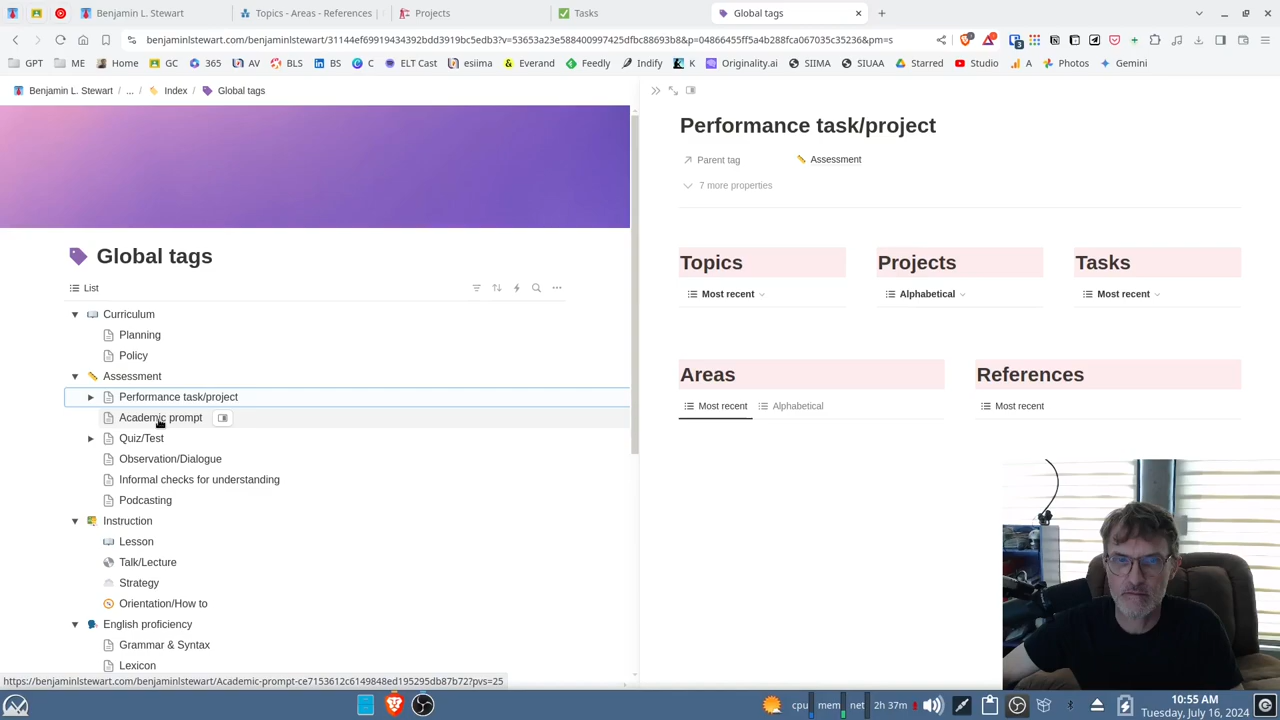 Benjamin L. Stewart
Topics - Areas - References |
Projects
Tasks
Global tags
benjaminlstewart.com/benjaminlstewart/31144ef69919434392bdd3919bc5edb3?v=53653a23e588400997425dfbc88693b8&p=04866455ff5a4b288fca067035c35236&pm=s
GPT
ME
Home
GC
365
AV
BLS
BS
C
ELT Cast
esiima
Everand
Feedly
Indify
K
Originality.ai
SIIMA
SIUAA
Starred
Studio
A
Photos
Gemini
Benjamin L. Stewart / ... / Index / Global tags
Global tags
List
Curriculum
Planning
Policy
Assessment
Performance task/project
Academic prompt
Quiz/Test
Observation/Dialogue
Informal checks for understanding
Podcasting
Instruction
Lesson
Talk/Lecture
Strategy
Orientation/How to
English proficiency
Grammar & Syntax
Lexicon
https://benjaminlstewart.com/benjaminlstewart/Academic-prompt-ce7153612c6149848ed195295db87b72?pvs=25
Performance task/project
Parent tag
Assessment
7 more properties
Topics
Most recent
Projects
Alphabetical
Tasks
Most recent
Areas
Most recent
Alphabetical
References
Most recent
cpu
mem
net
2h 37m
10:55 AM
Tuesday, July 16, 2024